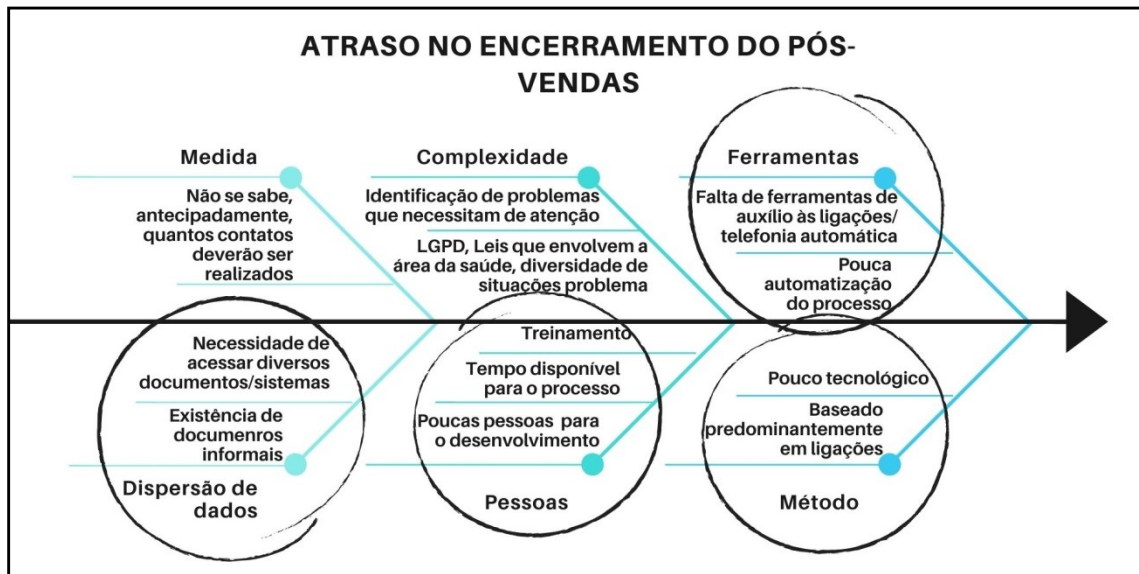 ATRASO NO ENCERRAMENTO DO PÓS-
VENDAS
Medida
Não se sabe,
antecipadamente,
quantos contatos
deverão ser
realizados
Complexidade
Identificação de problemas
que necessitam de atenção
LGPD, Leis que envolvem a
área da saúde, diversidade de
situações problema
Ferramentas
Falta de ferramentas de
auxílio às ligações/
telefonia automática
Pouca
automatização
do processo
Necessidade de
acessar diversos
documentos/sistemas
Existência de
documenros
informais
Dispersão de
dados
Treinamento
Tempo disponível
para o processo
Poucas pessoas para
o desenvolvimento
Pessoas
Pouco tecnológico
Baseado
predominantemente
em ligações
Método